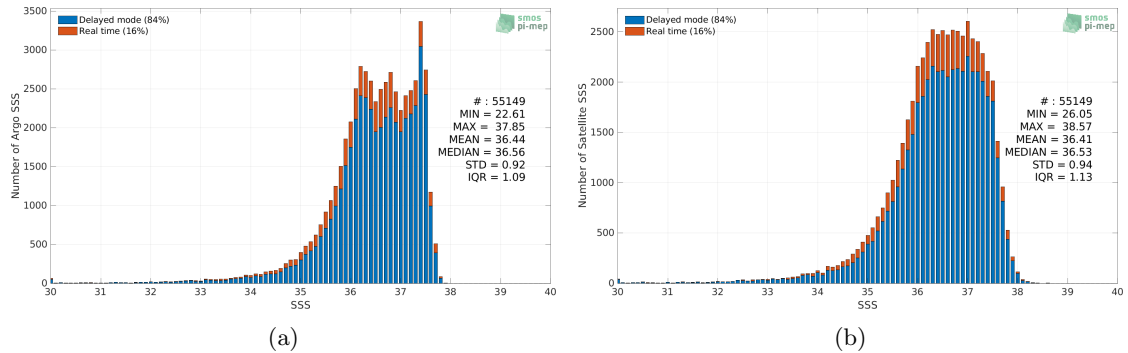 Delayed mode (84%)
Real time (16%)
smos
pi-mep
Number of Argo SSS
3500
3000
2500
2000
1500
1000
500
0
# : 55149
MIN = 22.61
MAX = 37.85
MEAN = 36.44
MEDIAN = 36.56
STD = 0.92
IQR = 1.09
30 31 32 33 34 35 36 37 38 39 40
SSS
(a)
Delayed mode (84%)
Real time (16%)
smos
pi-mep
Number of Satellite SSS
2500
2000
1500
1000
500
0
# : 55149
MIN = 26.05
MAX = 38.57
MEAN = 36.41
MEDIAN = 36.53
STD = 0.94
IQR = 1.13
30 31 32 33 34 35 36 37 38 39 40
SSS
(b)